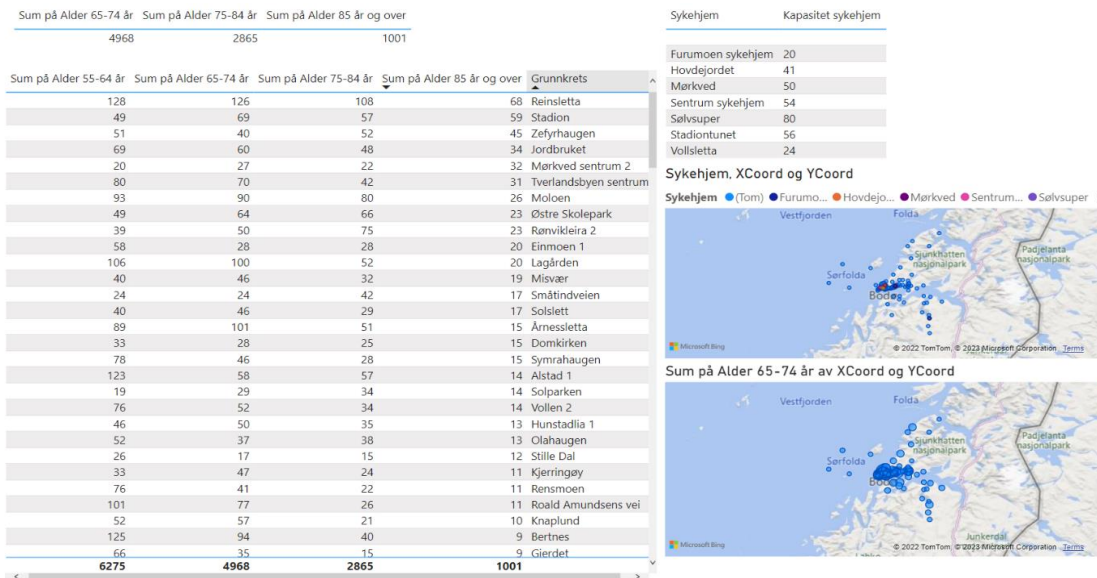 Sum på Alder 65-74 år Sum på Alder 75-84 år Sum på Alder 85 år og over
4968 2865 1001
Sum på Alder 55-64 år Sum på Alder 65-74 år Sum på Alder 75-84 år Sum på Alder 85 år og over Grunnkrets
128 126 108 68 Reinsletta
49 69 57 59 Stadion
51 40 52 45 Zefyrhaugen
69 60 48 34 Jordbruket
20 27 22 32 Mørkved sentrum 2
80 70 42 31 Tverlandsbyen sentrum
93 90 80 26 Moloen
49 64 66 23 Østre Skolepark
39 50 75 23 Rønvikleira 2
58 28 28 20 Einmoen 1
106 100 52 20 Lagården
40 46 32 19 Misvær
24 24 42 17 Småtindveien
40 46 29 17 Solslett
89 101 51 15 Årnessletta
33 28 25 15 Domkirken
78 46 28 15 Symrahaugen
123 58 57 14 Alstad 1
19 29 34 14 Solparken
76 52 34 14 Vollen 2
46 50 35 13 Hunstadlia 1
52 37 38 13 Olahaugen
26 17 15 12 Stille Dal
33 47 24 11 Kjerringøy
76 41 22 11 Rensmoen
101 77 26 11 Roald Amundsens vei
52 57 21 10 Knaplund
125 94 40 9 Bertnes
66 35 15 9 Gjerdet
6275 4968 2865 1001
Sykehjem Kapasitet sykehjem
Furumoen sykehjem 20
Hovdejordet 41
Mørkved 50
Sentrum sykehjem 54
Sølvsuper 80
Stadiontunet 56
Vollsletta 24
Sykehjem, XCoord og YCoord
Sykehjem (Tom) Furumo... Hovdejo... Mørkved Sentrum... Sølvsuper
Vestfjorden Folda
Sjunkhatten
nasjonalpark
Padjelanta
nasjonalpark
Sørfolda
Bodø
Microsoft Bing
© 2022 TomTom, © 2023 Microsoft Corporation Terms
Sum på Alder 65-74 år av XCoord og YCoord
Vestfjorden Folda
Sjunkhatten
nasjonalpark
Padjelanta
nasjonalpark
Sørfolda
Bodø
Junkerdal
Microsoft Bing
© 2022 TomTom, © 2023 Microsoft Corporation Terms